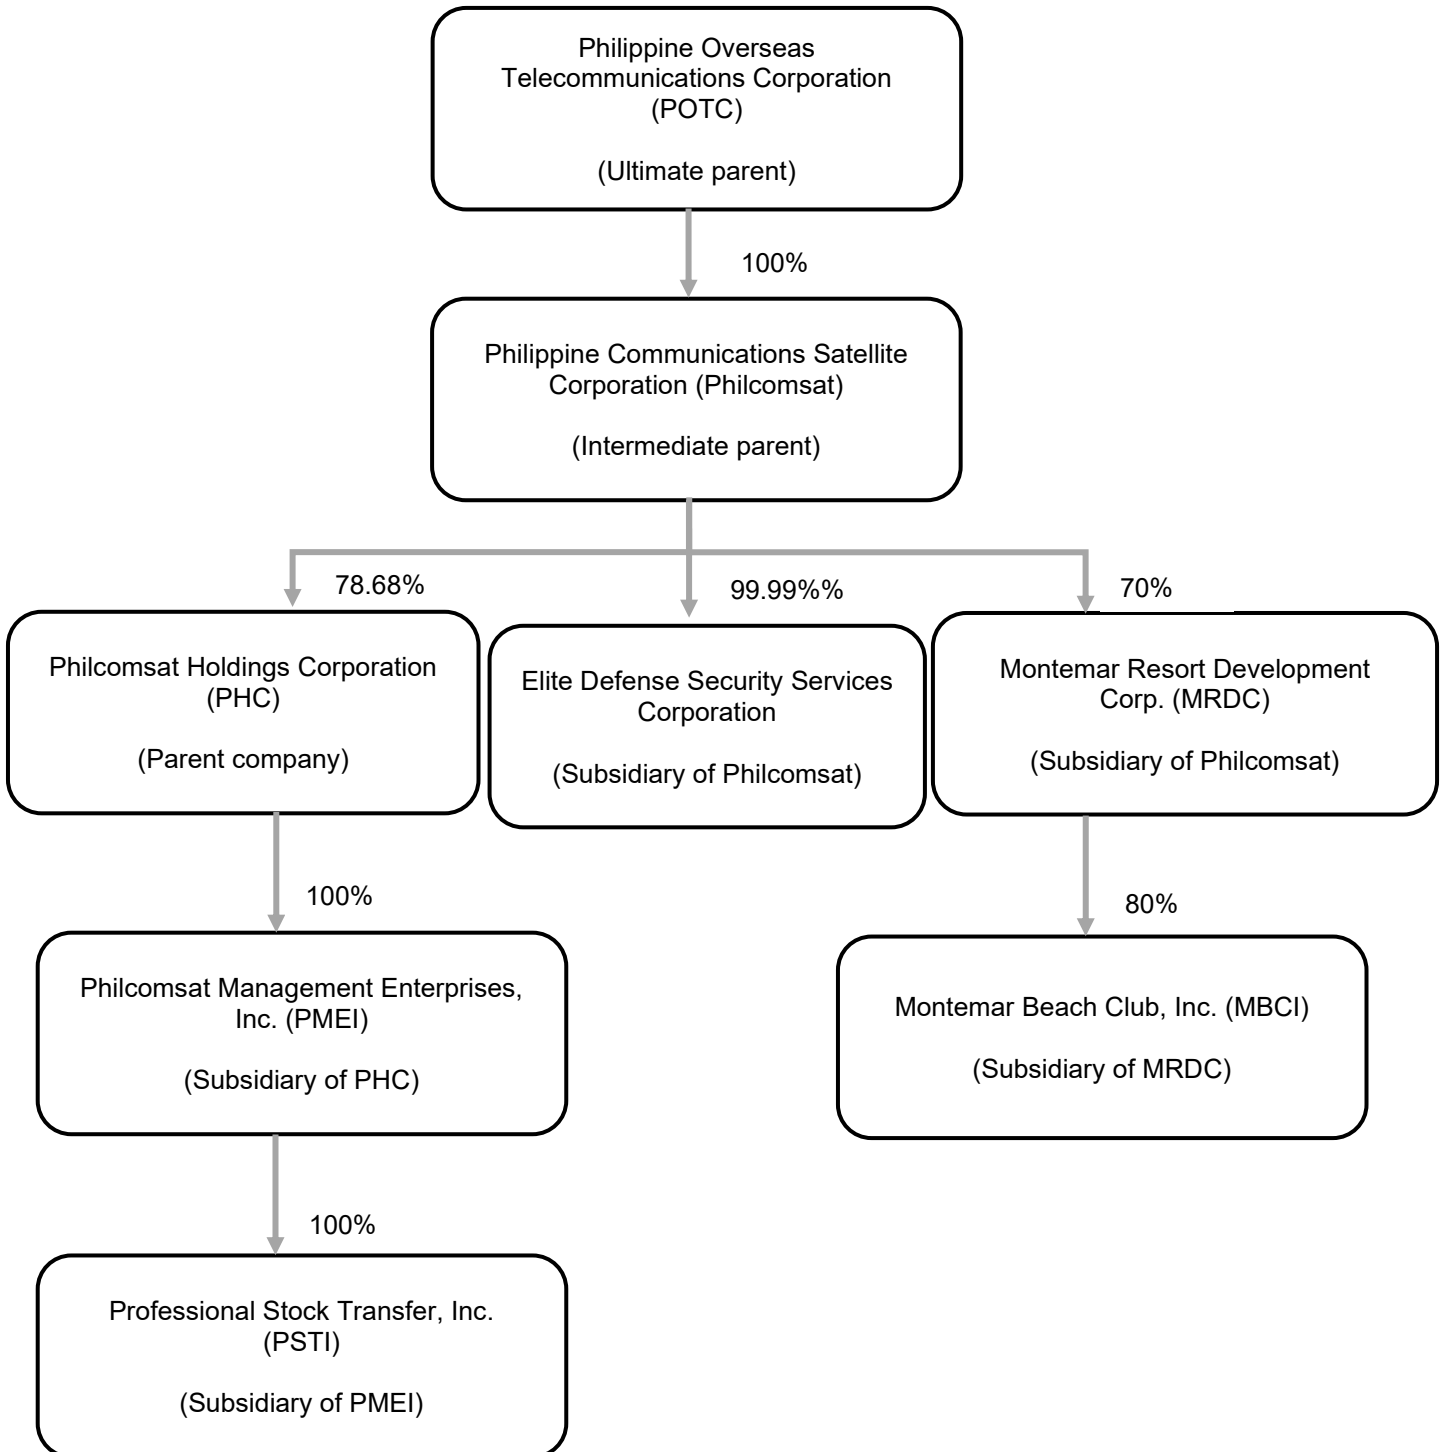 Philippine Overseas
Telecommunications Corporation
(POTC)
(Ultimate parent)
100%
Philippine Communications Satellite
Corporation (Philcomsat)
(Intermediate parent)
78.68%
99.99%%
70%
Philcomsat Holdings Corporation
(PHC)
(Parent company)
Elite Defense Security Services
Corporation
(Subsidiary of Philcomsat)
Montemar Resort Development
Corp. (MRDC)
(Subsidiary of Philcomsat)
100%
80%
Philcomsat Management Enterprises,
Inc. (PMEI)
(Subsidiary of PHC)
Montemar Beach Club, Inc. (MBCI)
(Subsidiary of MRDC)
100%
Professional Stock Transfer, Inc.
(PSTI)
(Subsidiary of PMEI)